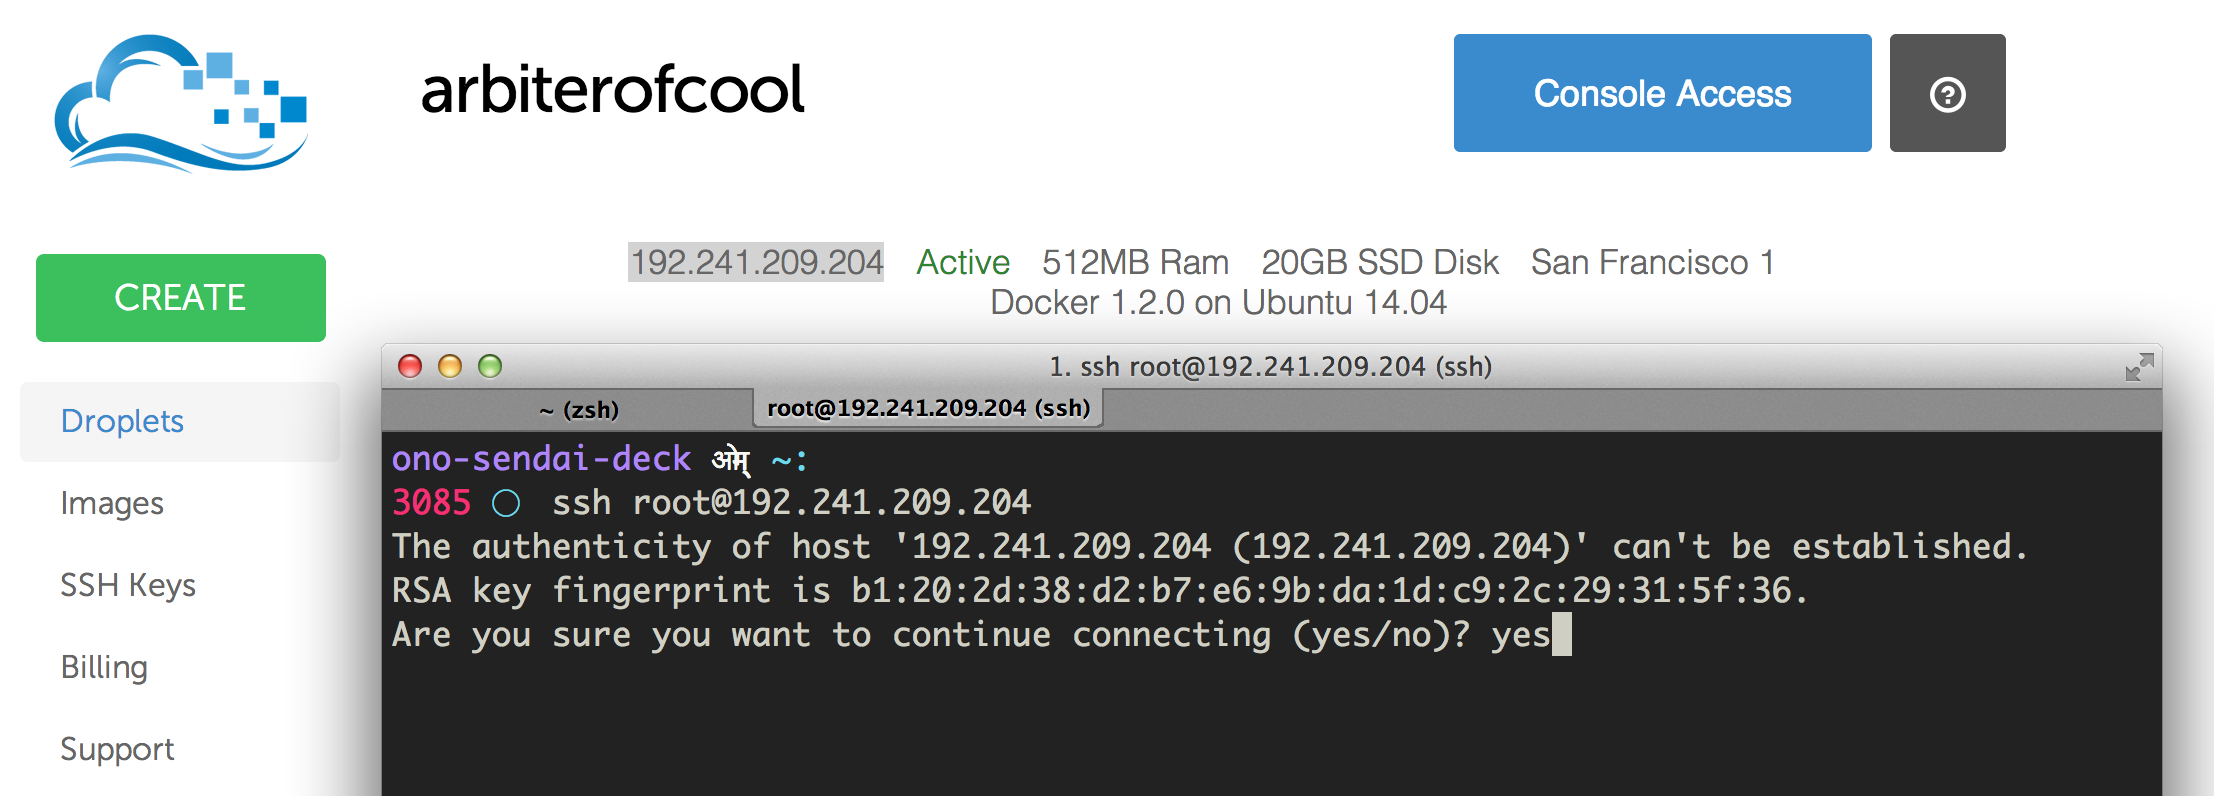 arbiterofcool
Console Access
?
192.241.209.204 Active 512MB Ram 20GB SSD Disk San Francisco 1
Docker 1.2.0 on Ubuntu 14.04
CREATE
Droplets
Images
SSH Keys
Billing
Support
1. ssh root@192.241.209.204 (ssh)
~ (zsh) root@192.241.209.204 (ssh)
ono-sendai-deck ओम् ~:
3085 ○ ssh root@192.241.209.204
The authenticity of host '192.241.209.204 (192.241.209.204)' can't be established.
RSA key fingerprint is b1:20:2d:38:d2:b7:e6:9b:da:1d:c9:2c:29:31:5f:36.
Are you sure you want to continue connecting (yes/no)? yes